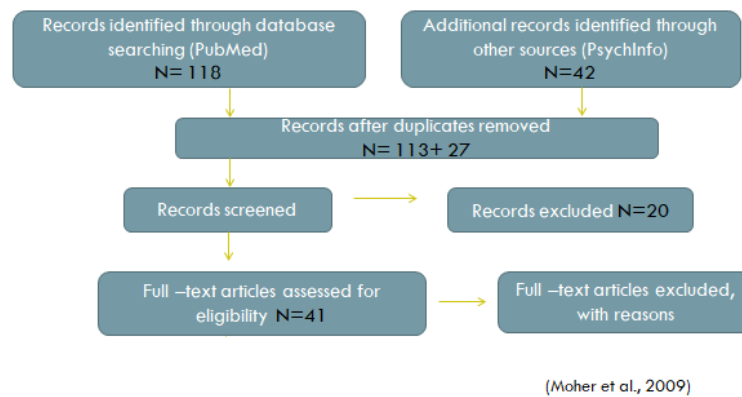 Records identified through database
searching (PubMed)
N= 118
Additional records identified through
other sources (PsychInfo)
N=42
Records after duplicates removed
N= 113+ 27
Records screened
Records excluded N=20
Full –text articles assessed for
eligibility N=41
Full –text articles excluded,
with reasons
(Moher et al., 2009)